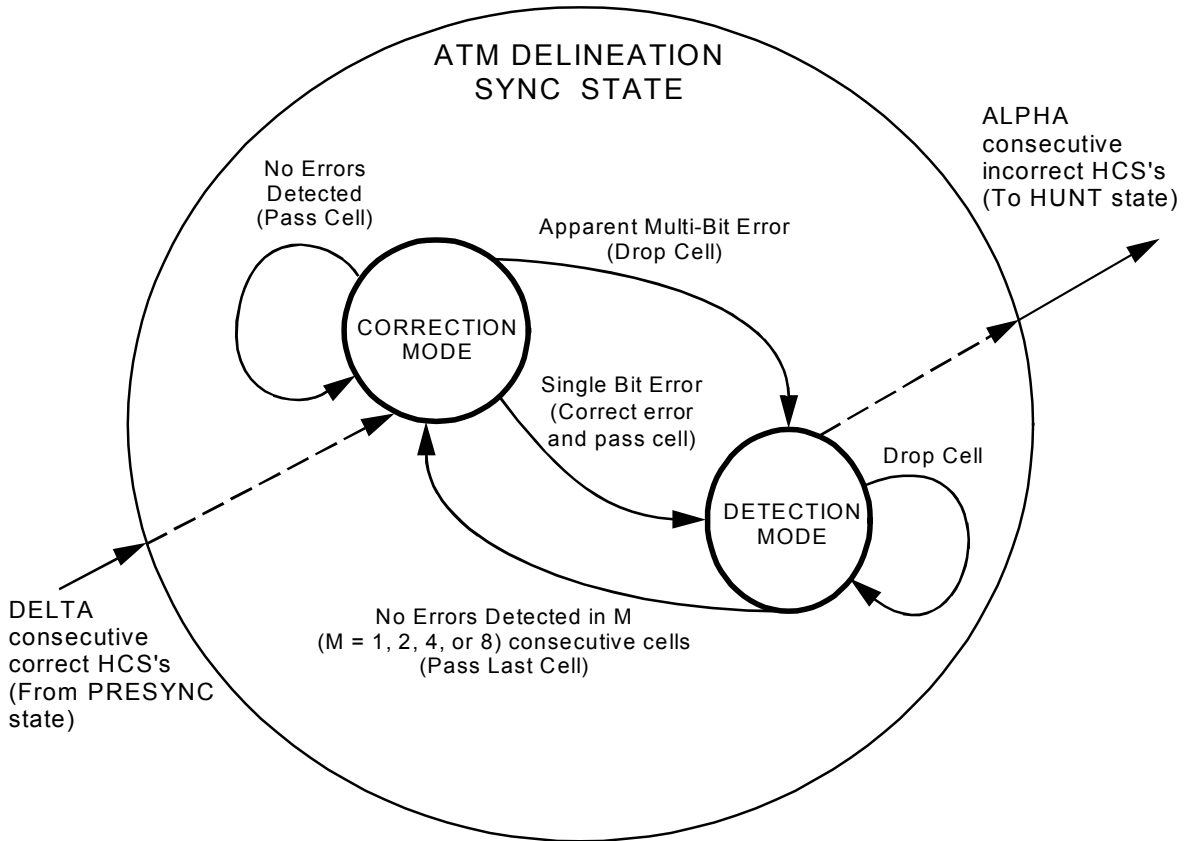 ATM DELINEATION
SYNC STATE
ALPHA
consecutive
incorrect HCS's
(To HUNT state)
No Errors
Detected
(Pass Cell)
Apparent Multi-Bit Error
(Drop Cell)
CORRECTION
MODE
Single Bit Error
(Correct error
and pass cell)
Drop Cell
DETECTION
MODE
No Errors Detected in M
(M = 1, 2, 4, or 8) consecutive cells
(Pass Last Cell)
DELTA
consecutive
correct HCS's
(From PRESYNC
state)